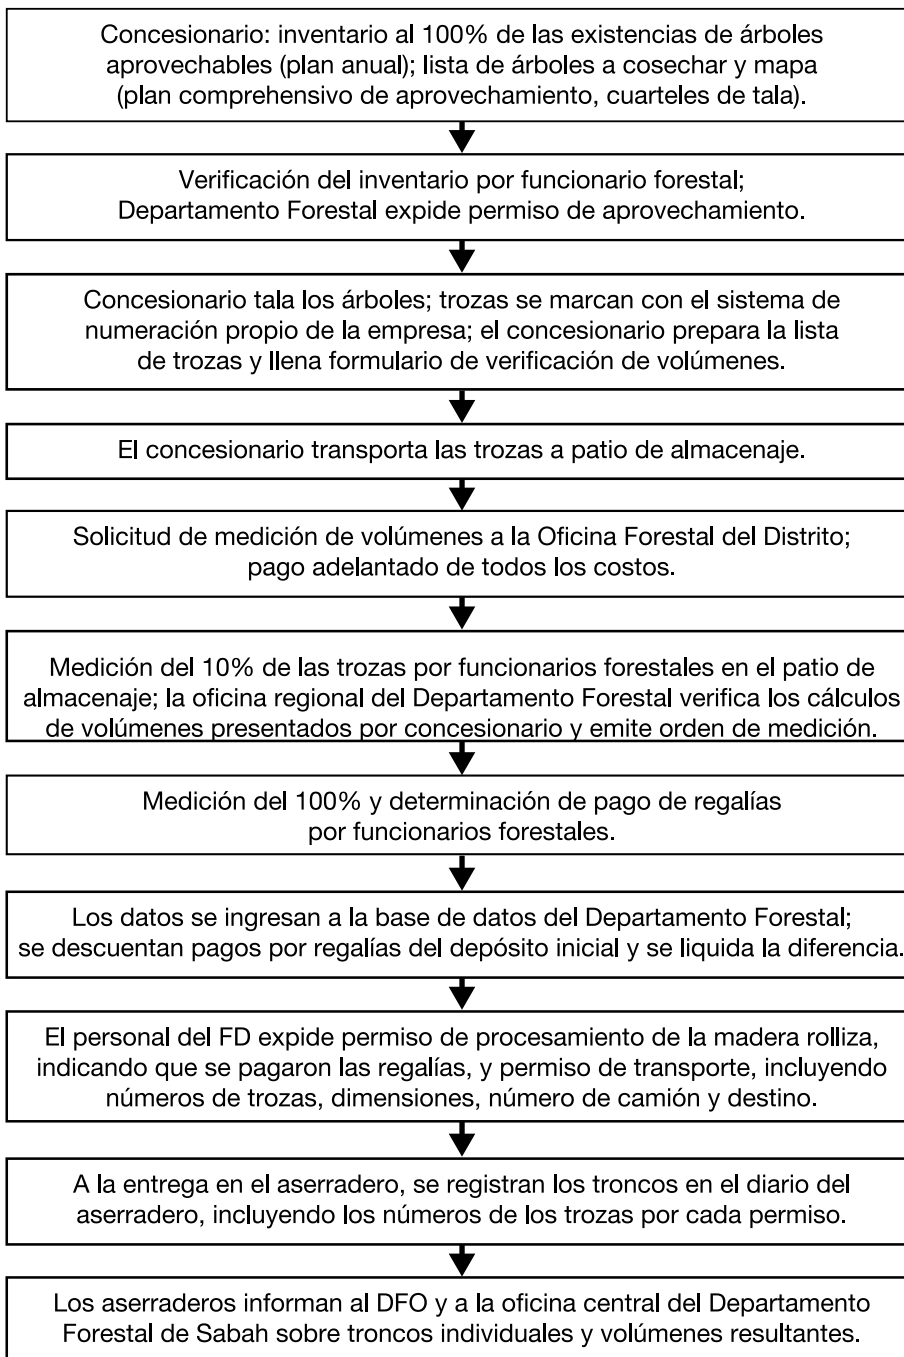 Concesionario: inventario al 100% de las existencias de árboles
aprovechables (plan anual); lista de árboles a cosechar y mapa
(plan comprehensivo de aprovechamiento, cuarteles de tala).
Verificación del inventario por funcionario forestal;
Departamento Forestal expide permiso de aprovechamiento.
Concesionario tala los árboles; trozas se marcan con el sistema de
numeración propio de la empresa; el concesionario prepara la lista
de trozas y llena formulario de verificación de volúmenes.
El concesionario transporta las trozas a patio de almacenaje.
Solicitud de medición de volúmenes a la Oficina Forestal del Distrito;
pago adelantado de todos los costos.
Medición del 10% de las trozas por funcionarios forestales en el patio de
almacenaje; la oficina regional del Departamento Forestal verifica los cálculos
de volúmenes presentados por concesionario y emite orden de medición.
Medición del 100% y determinación de pago de regalías
por funcionarios forestales.
Los datos se ingresan a la base de datos del Departamento Forestal;
se descuentan pagos por regalías del depósito inicial y se liquida la diferencia.
El personal del FD expide permiso de procesamiento de la madera rolliza,
indicando que se pagaron las regalías, y permiso de transporte, incluyendo
números de trozas, dimensiones, número de camión y destino.
A la entrega en el aserradero, se registran los troncos en el diario del
aserradero, incluyendo los números de los trozas por cada permiso.
Los aserraderos informan al DFO y a la oficina central del Departamento
Forestal de Sabah sobre troncos individuales y volúmenes resultantes.